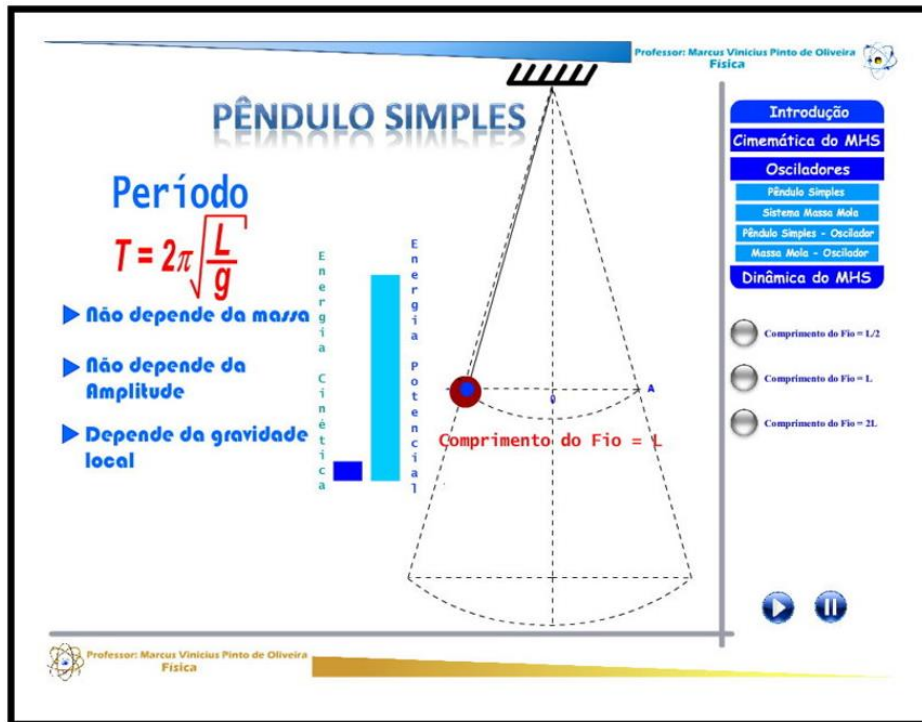 Professor: Marcus Vinicius Pinto de Oliveira
Física
PÊNDULO SIMPLES
Período
T = 2π√L/g
Não depende da massa
Não depende da
Amplitude
Depende da gravidade
local
Energia Cinética
Energia Potencial
0
A
Comprimento do Fio = L
Introdução
Cimemática do MHS
Osciladores
Pêndulo Simples
Sistema Massa Mola
Pêndulo Simples - Oscilador
Massa Mola - Oscilador
Dinâmica do MHS
Comprimento do Fio = L/2
Comprimento do Fio = L
Comprimento do Fio = 2L
Professor: Marcus Vinicius Pinto de Oliveira
Física